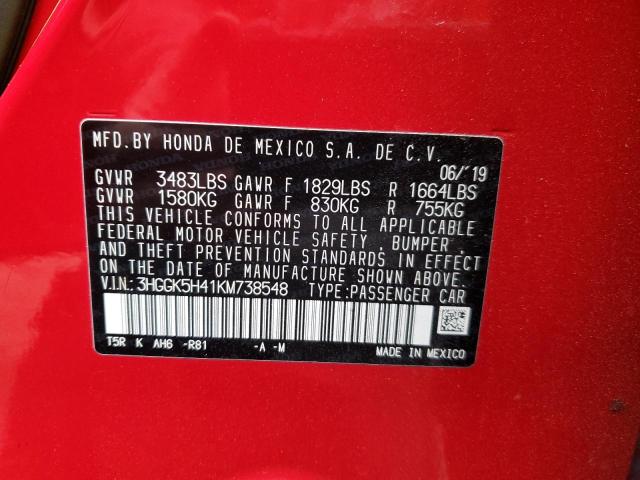 MFD.BY HONDA DE MEXICO S.A. DE C.V.
06/'19
GVWR 3483LBS GAWR F 1829LBS R 1664LBS
GVWR 1580KG GAWR F 830KG R 755KG
THIS VEHICLE CONFORMS TO ALL APPLICABLE
FEDERAL MOTOR VEHICLE SAFETY, BUMPER,
AND THEFT PREVENTION STANDARDS IN EFFECT
ON THE DATE OF MANUFACTURE SHOWN ABOVE.
V.I.N.: 3HGGK5H41KM738548 TYPE:PASSENGER CAR
T5R K AH6 -R81 -A -M MADE IN MEXICO